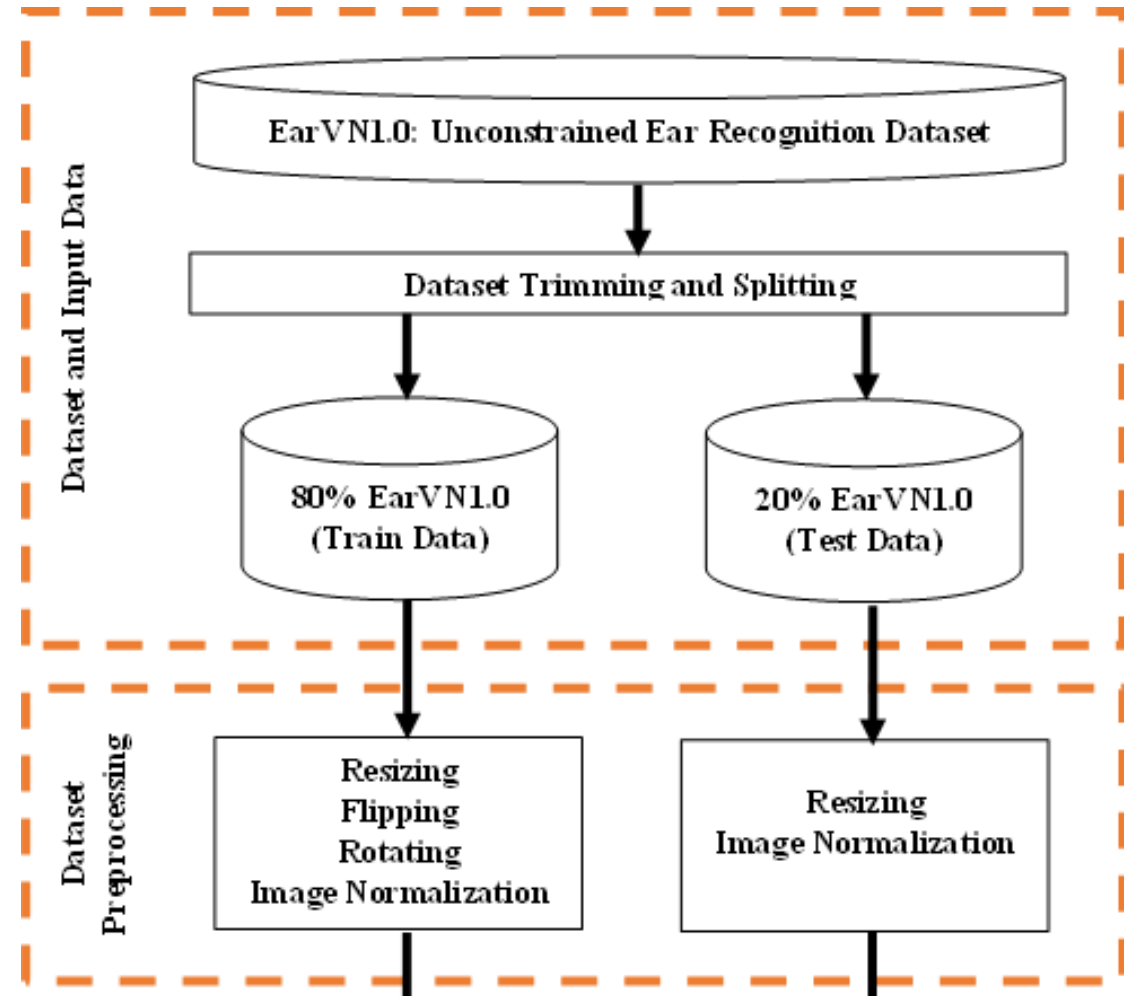 Dataset and Input Data
EarVN1.0: Unconstrained Ear Recognition Dataset
Dataset Trimming and Splitting
80% EarVN1.0
(Train Data)
20% EarVN1.0
(Test Data)
Dataset
Preprocessing
Resizing
Flipping
Rotating
Image Normalization
Resizing
Image Normalization